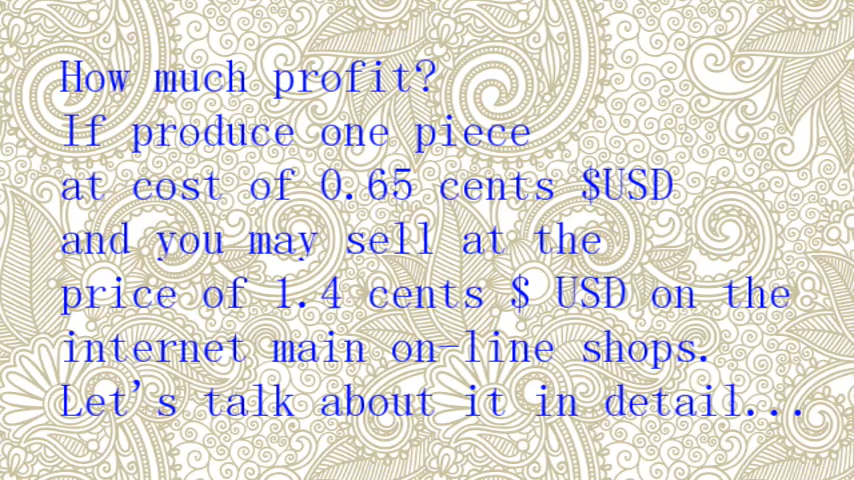 How much profit?
If produce one piece
at cost of 0.65 cents $USD
and you may sell at the
price of 1.4 cents $ USD on the
internet main on-line shops.
Let's talk about it in detail...